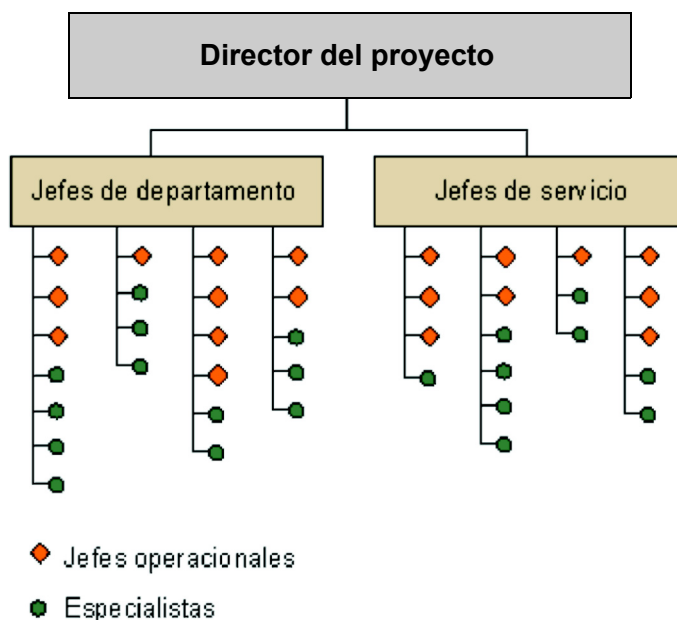 Director del proyecto
Jefes de departamento
Jefes de servicio
Jefes operacionales
Especialistas